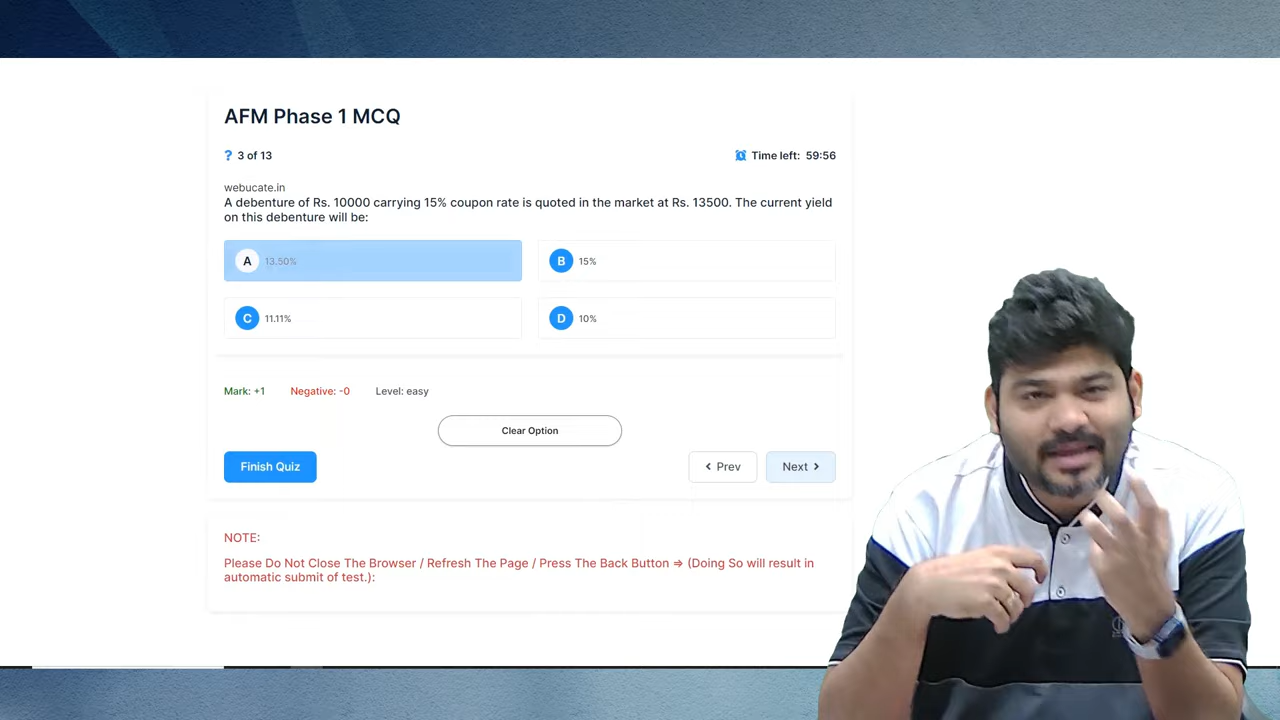 AFM Phase 1 MCQ
? 3 of 13
Time left: 59:56
webucate.in
A debenture of Rs. 10000 carrying 15% coupon rate is quoted in the market at Rs. 13500. The current yield
on this debenture will be:
A 13.50%
B 15%
C 11.11%
D 10%
Mark: +1 Negative: -0 Level: easy
Clear Option
Finish Quiz
Prev
Next
NOTE:
Please Do Not Close The Browser / Refresh The Page / Press The Back Button => (Doing So will result in
automatic submit of test.):